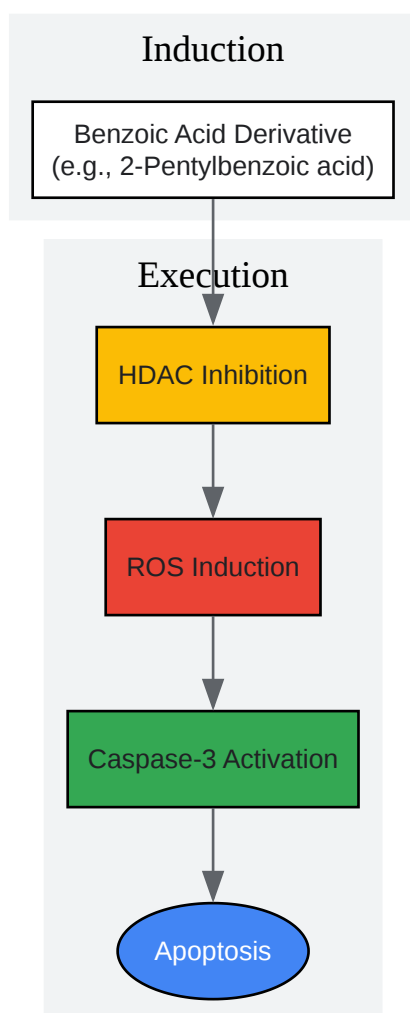 Induction
Benzoic Acid Derivative
(e.g., 2-Pentylbenzoic acid)
Execution
HDAC Inhibition
ROS Induction
Caspase-3 Activation
Apoptosis